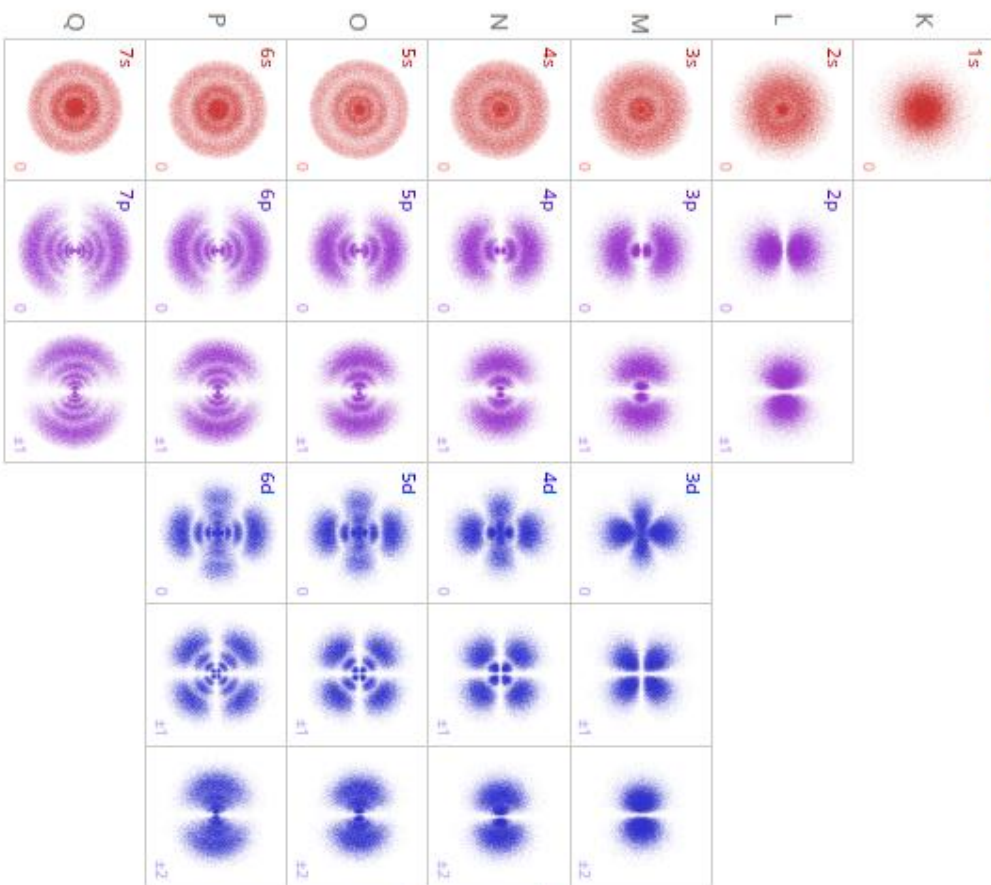 1s
K
0
2s 2p
L
0 0 ±1
3s 3p 3d
M
0 0 ±1 0 ±1 ±2
4s 4p 4d
N
0 0 ±1 0 ±1 ±2
5s 5p 5d
O
0 0 ±1 0 ±1 ±2
6s 6p 6d
P
0 0 ±1 0 ±1 ±2
7s 7p
Q
0 0 ±1